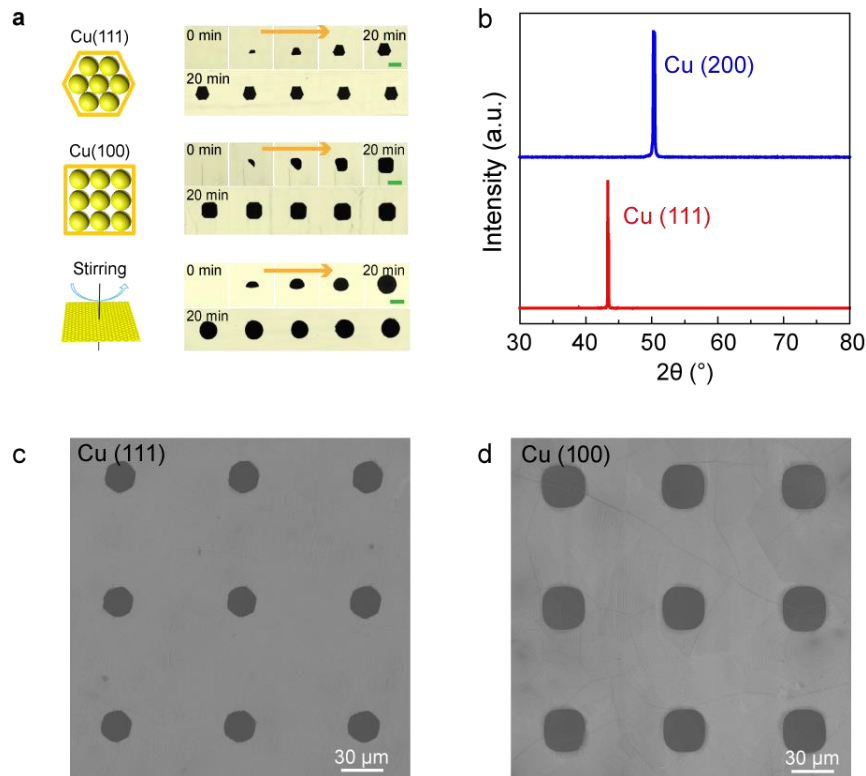 a
Cu(111)
0 min
20 min
20 min
Cu(100)
0 min
20 min
20 min
Stirring
0 min
20 min
20 min
b
Cu (200)
Cu (111)
Intensity (a.u.)
30 40 50 60 70 80
2θ (°)
c
Cu (111)
30 µm
d
Cu (100)
30 µm